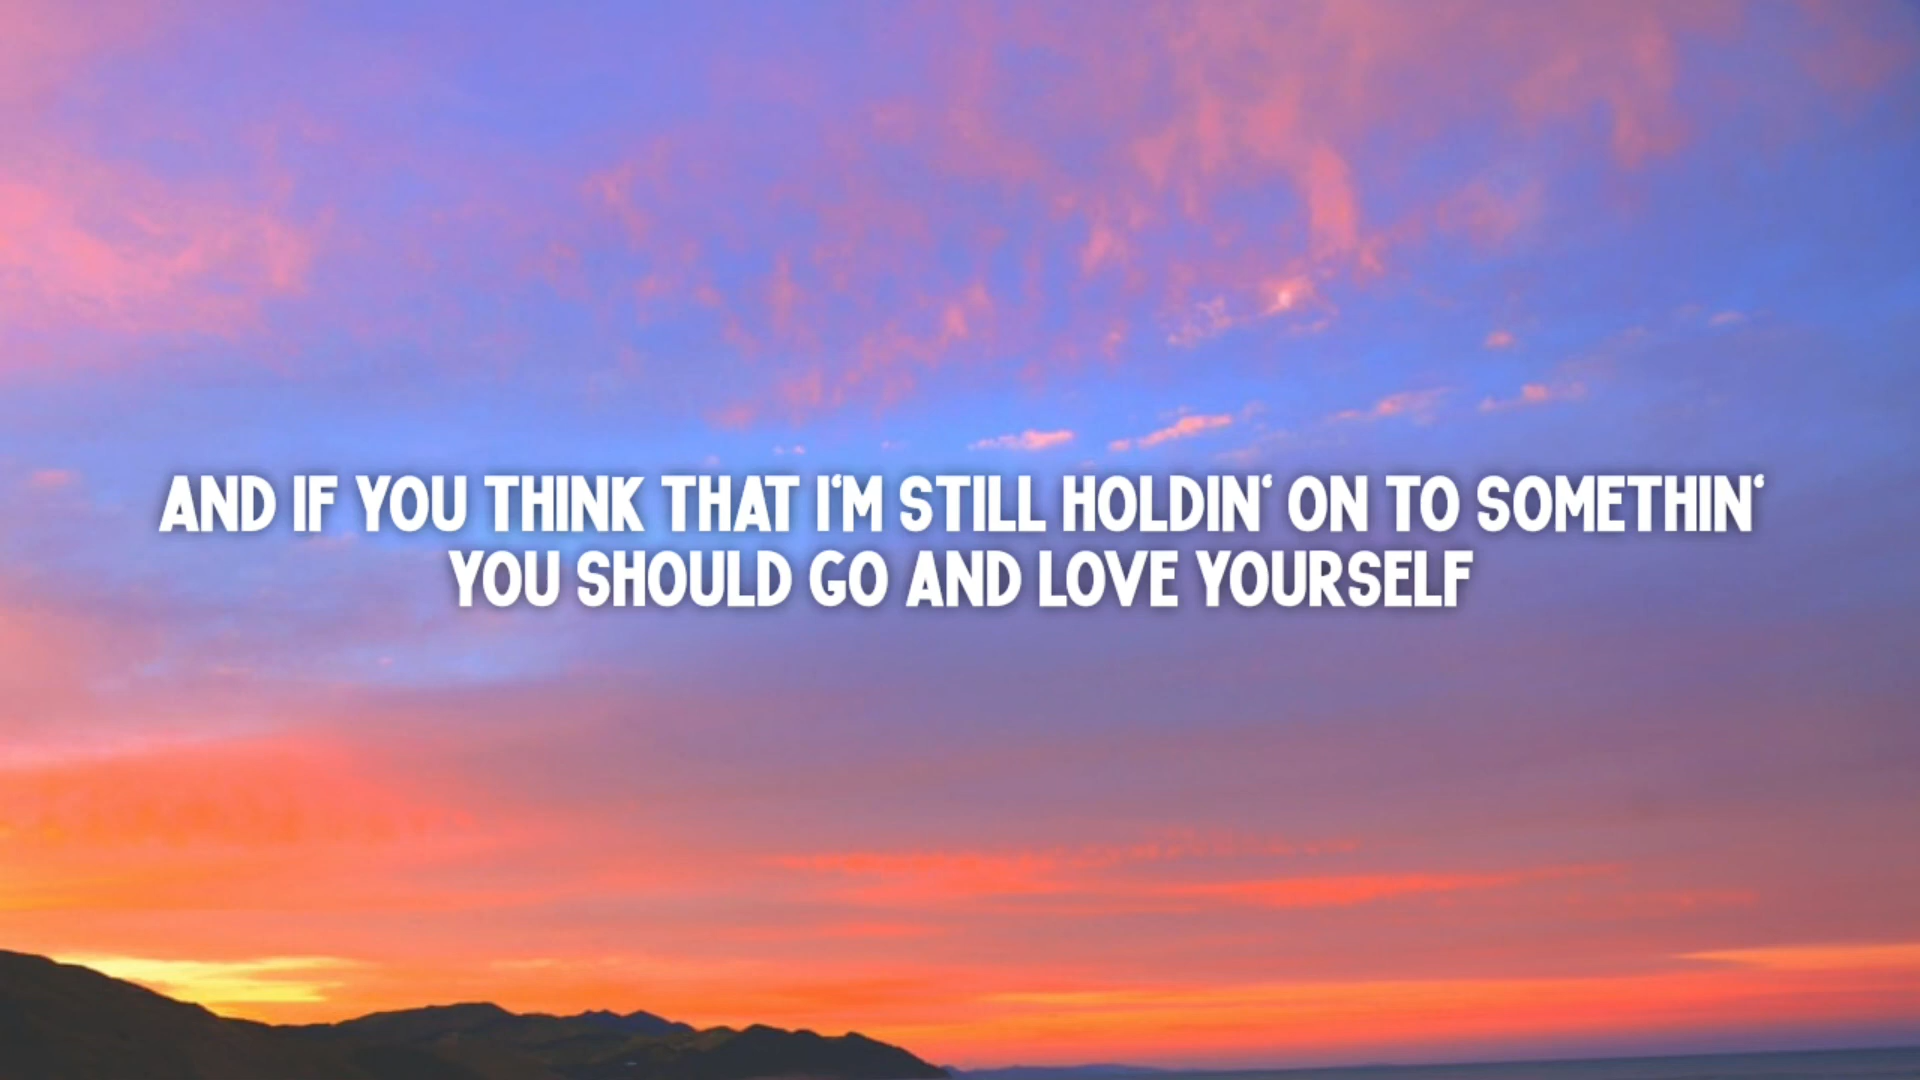 AND IF YOU THINK THAT I'M STILL HOLDIN' ON TO SOMETHIN'
YOU SHOULD GO AND LOVE YOURSELF